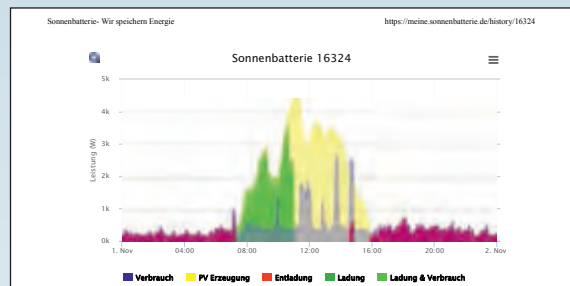 Sonnenbatterie- Wir speichern Energie https://meine.sonnenbatterie.de/history/16324
Sonnenbatterie 16324
5k
4k
3k
2k
1k
0k
Leistung (W)
1. Nov 04:00 08:00 12:00 16:00 20:00 2. Nov
Verbrauch PV Erzeugung Entladung Ladung Ladung & Verbrauch